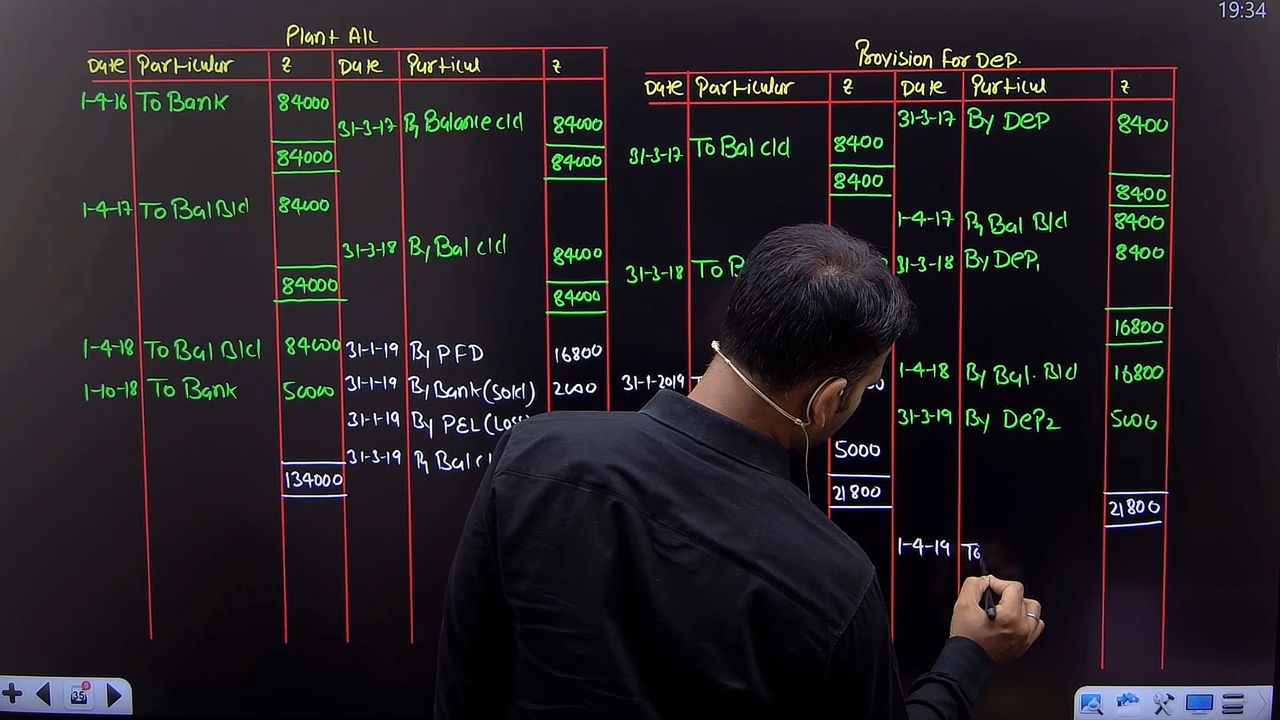 19:34
Plant A/c
Date Particular ₹ Date Particul ₹
1-4-16 To Bank 84000
31-3-17 By Balance c/d 84000
84000 84000
1-4-17 To Bal B/d 84000
31-3-18 By Bal c/d 84000
84000 84000
1-4-18 To Bal B/d 84000 31-1-19 By PFD 16800
1-10-18 To Bank 50000 31-1-19 By Bank (Sold) 2000
31-1-19 By P&L (Loss
31-3-19 By Bal c
134000
Provision For Dep.
Date Particular ₹ Date Particul ₹
31-3-17 By Dep 8400
31-3-17 To Bal c/d 8400
8400 8400
1-4-17 By Bal B/d 8400
31-3-18 To 31-3-18 By Dep1 8400
16800
31-1-2019 1-4-18 By Bal. B/d 16800
31-3-19 By Dep2 5000
5000
21800 21800
1-4-19 To
35